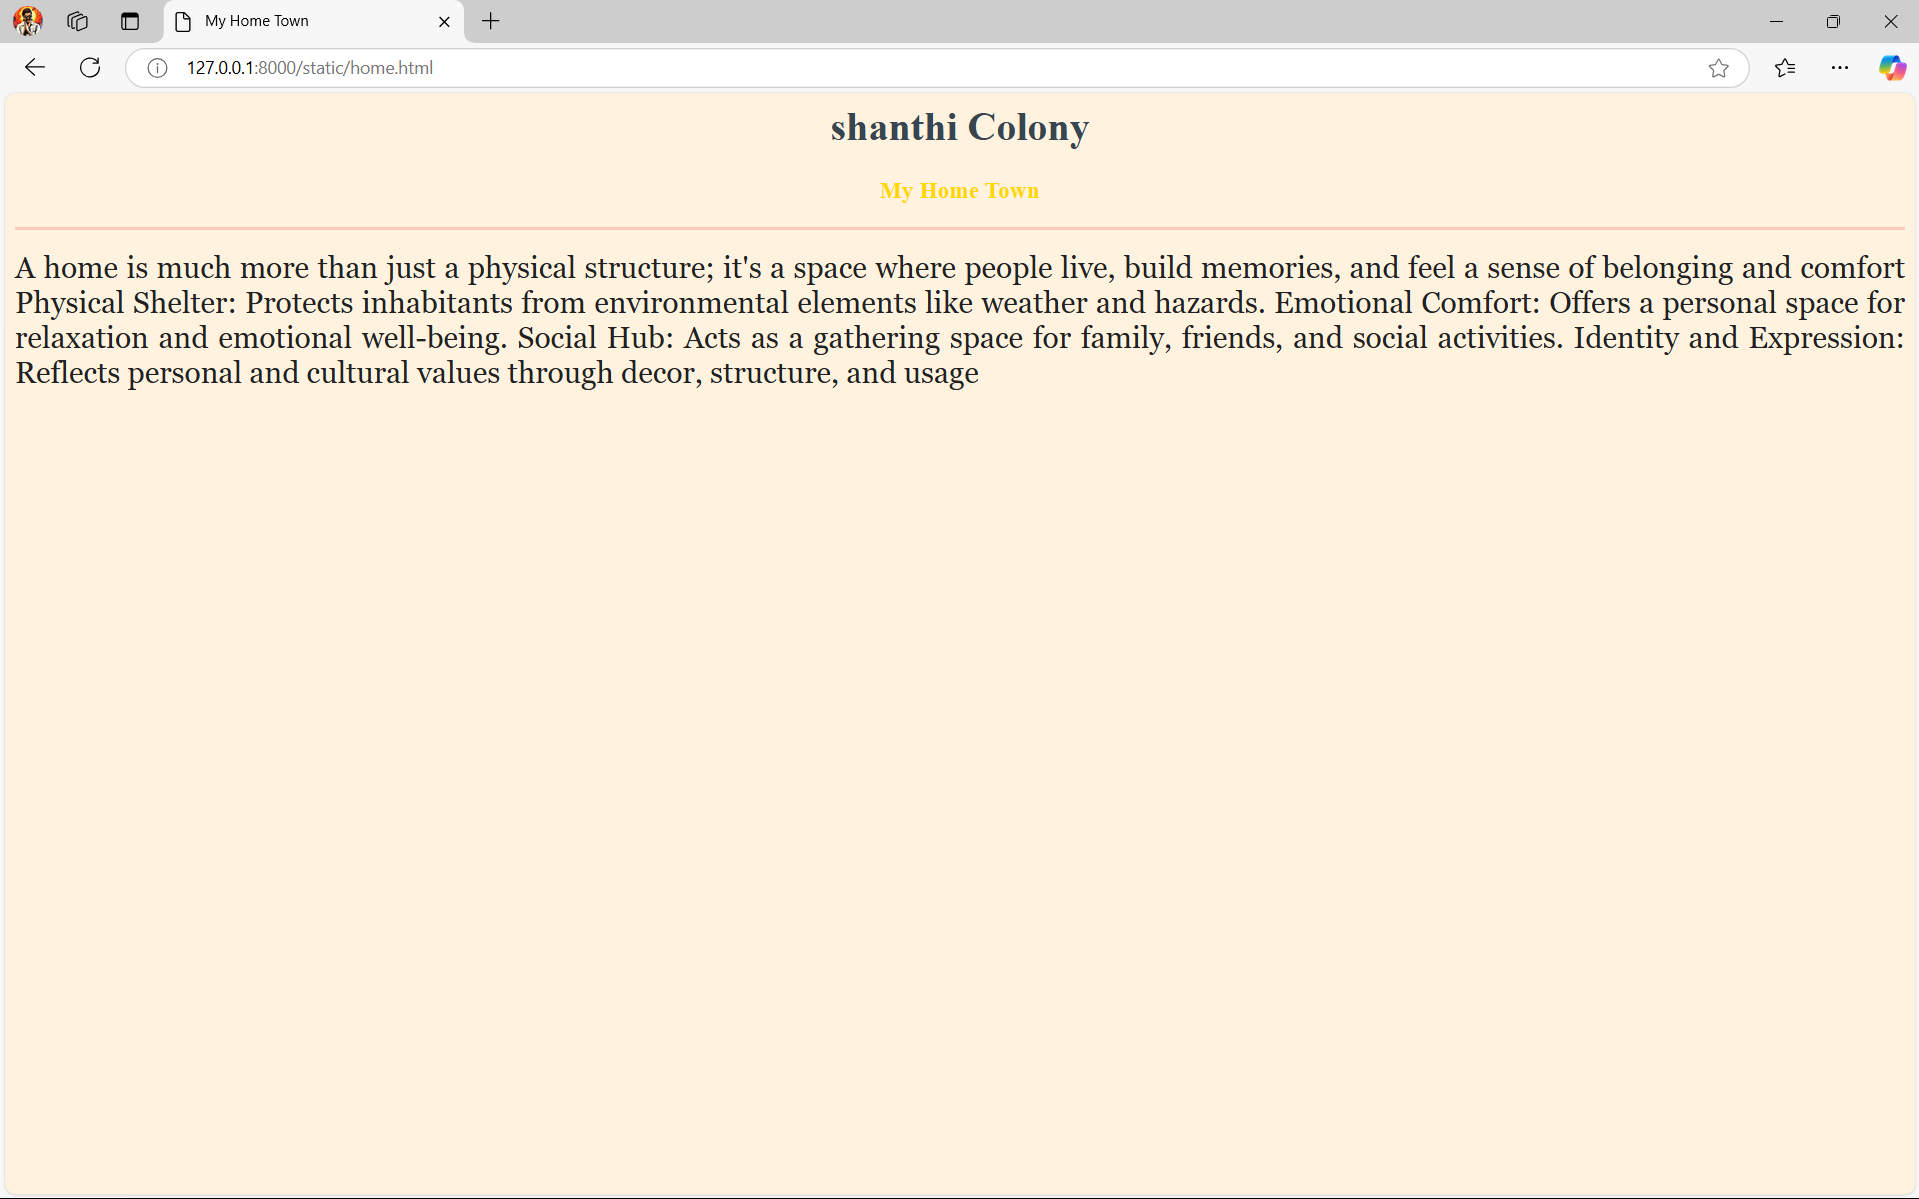 My Home Town
127.0.0.1:8000/static/home.html
shanthi Colony
My Home Town
A home is much more than just a physical structure; it's a space where people live, build memories, and feel a sense of belonging and comfort
Physical Shelter: Protects inhabitants from environmental elements like weather and hazards. Emotional Comfort: Offers a personal space for
relaxation and emotional well-being. Social Hub: Acts as a gathering space for family, friends, and social activities. Identity and Expression:
Reflects personal and cultural values through decor, structure, and usage